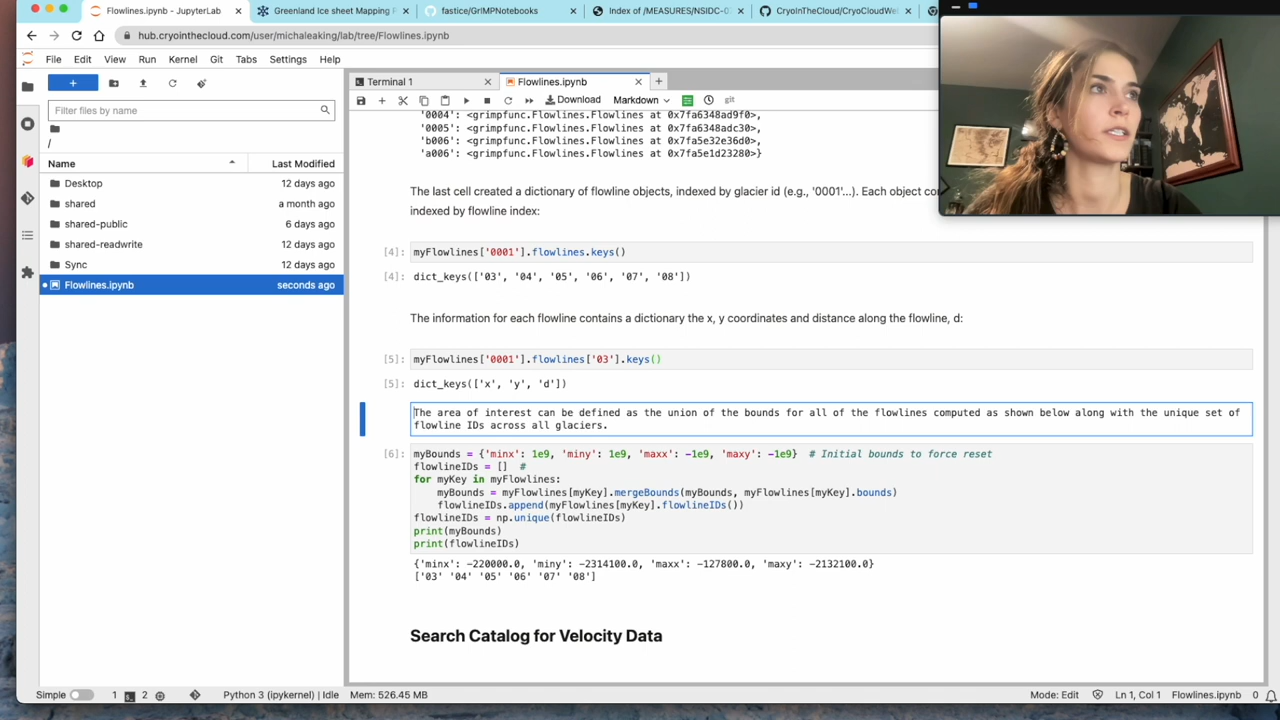 Flowlines.ipynb - JupyterLab
Greenland Ice sheet Mapping P
fastice/GrIMPNotebooks
Index of /MEASURES/NSIDC-0
CryoInTheCloud/CryoCloudWe
hub.cryointhecloud.com/user/michaleaking/lab/tree/Flowlines.ipynb
File Edit View Run Kernel Git Tabs Settings Help
Terminal 1
Flowlines.ipynb
Download
Markdown
git
Filter files by name
/
Name Last Modified
Desktop 12 days ago
shared a month ago
shared-public 6 days ago
shared-readwrite 12 days ago
Sync 12 days ago
Flowlines.ipynb seconds ago
'0004': <grimpfunc.Flowlines.Flowlines at 0x7fa6348ad9f0>,
'0005': <grimpfunc.Flowlines.Flowlines at 0x7fa6348adc30>,
'b006': <grimpfunc.Flowlines.Flowlines at 0x7fa5e32e36d0>,
'a006': <grimpfunc.Flowlines.Flowlines at 0x7fa5e1d23280>}
The last cell created a dictionary of flowline objects, indexed by glacier id (e.g., '0001'...). Each object con
indexed by flowline index:
[4]: myFlowlines['0001'].flowlines.keys()
[4]: dict_keys(['03', '04', '05', '06', '07', '08'])
The information for each flowline contains a dictionary the x, y coordinates and distance along the flowline, d:
[5]: myFlowlines['0001'].flowlines['03'].keys()
[5]: dict_keys(['x', 'y', 'd'])
The area of interest can be defined as the union of the bounds for all of the flowlines computed as shown below along with the unique set of
flowline IDs across all glaciers.
[6]: myBounds = {'minx': 1e9, 'miny': 1e9, 'maxx': -1e9, 'maxy': -1e9} # Initial bounds to force reset
flowlineIDs = [] #
for myKey in myFlowlines:
myBounds = myFlowlines[myKey].mergeBounds(myBounds, myFlowlines[myKey].bounds)
flowlineIDs.append(myFlowlines[myKey].flowlineIDs())
flowlineIDs = np.unique(flowlineIDs)
print(myBounds)
print(flowlineIDs)
{'minx': -220000.0, 'miny': -2314100.0, 'maxx': -127800.0, 'maxy': -2132100.0}
['03' '04' '05' '06' '07' '08']
Search Catalog for Velocity Data
Simple 1 2 Python 3 (ipykernel) | Idle Mem: 526.45 MB Mode: Edit Ln 1, Col 1 Flowlines.ipynb 0